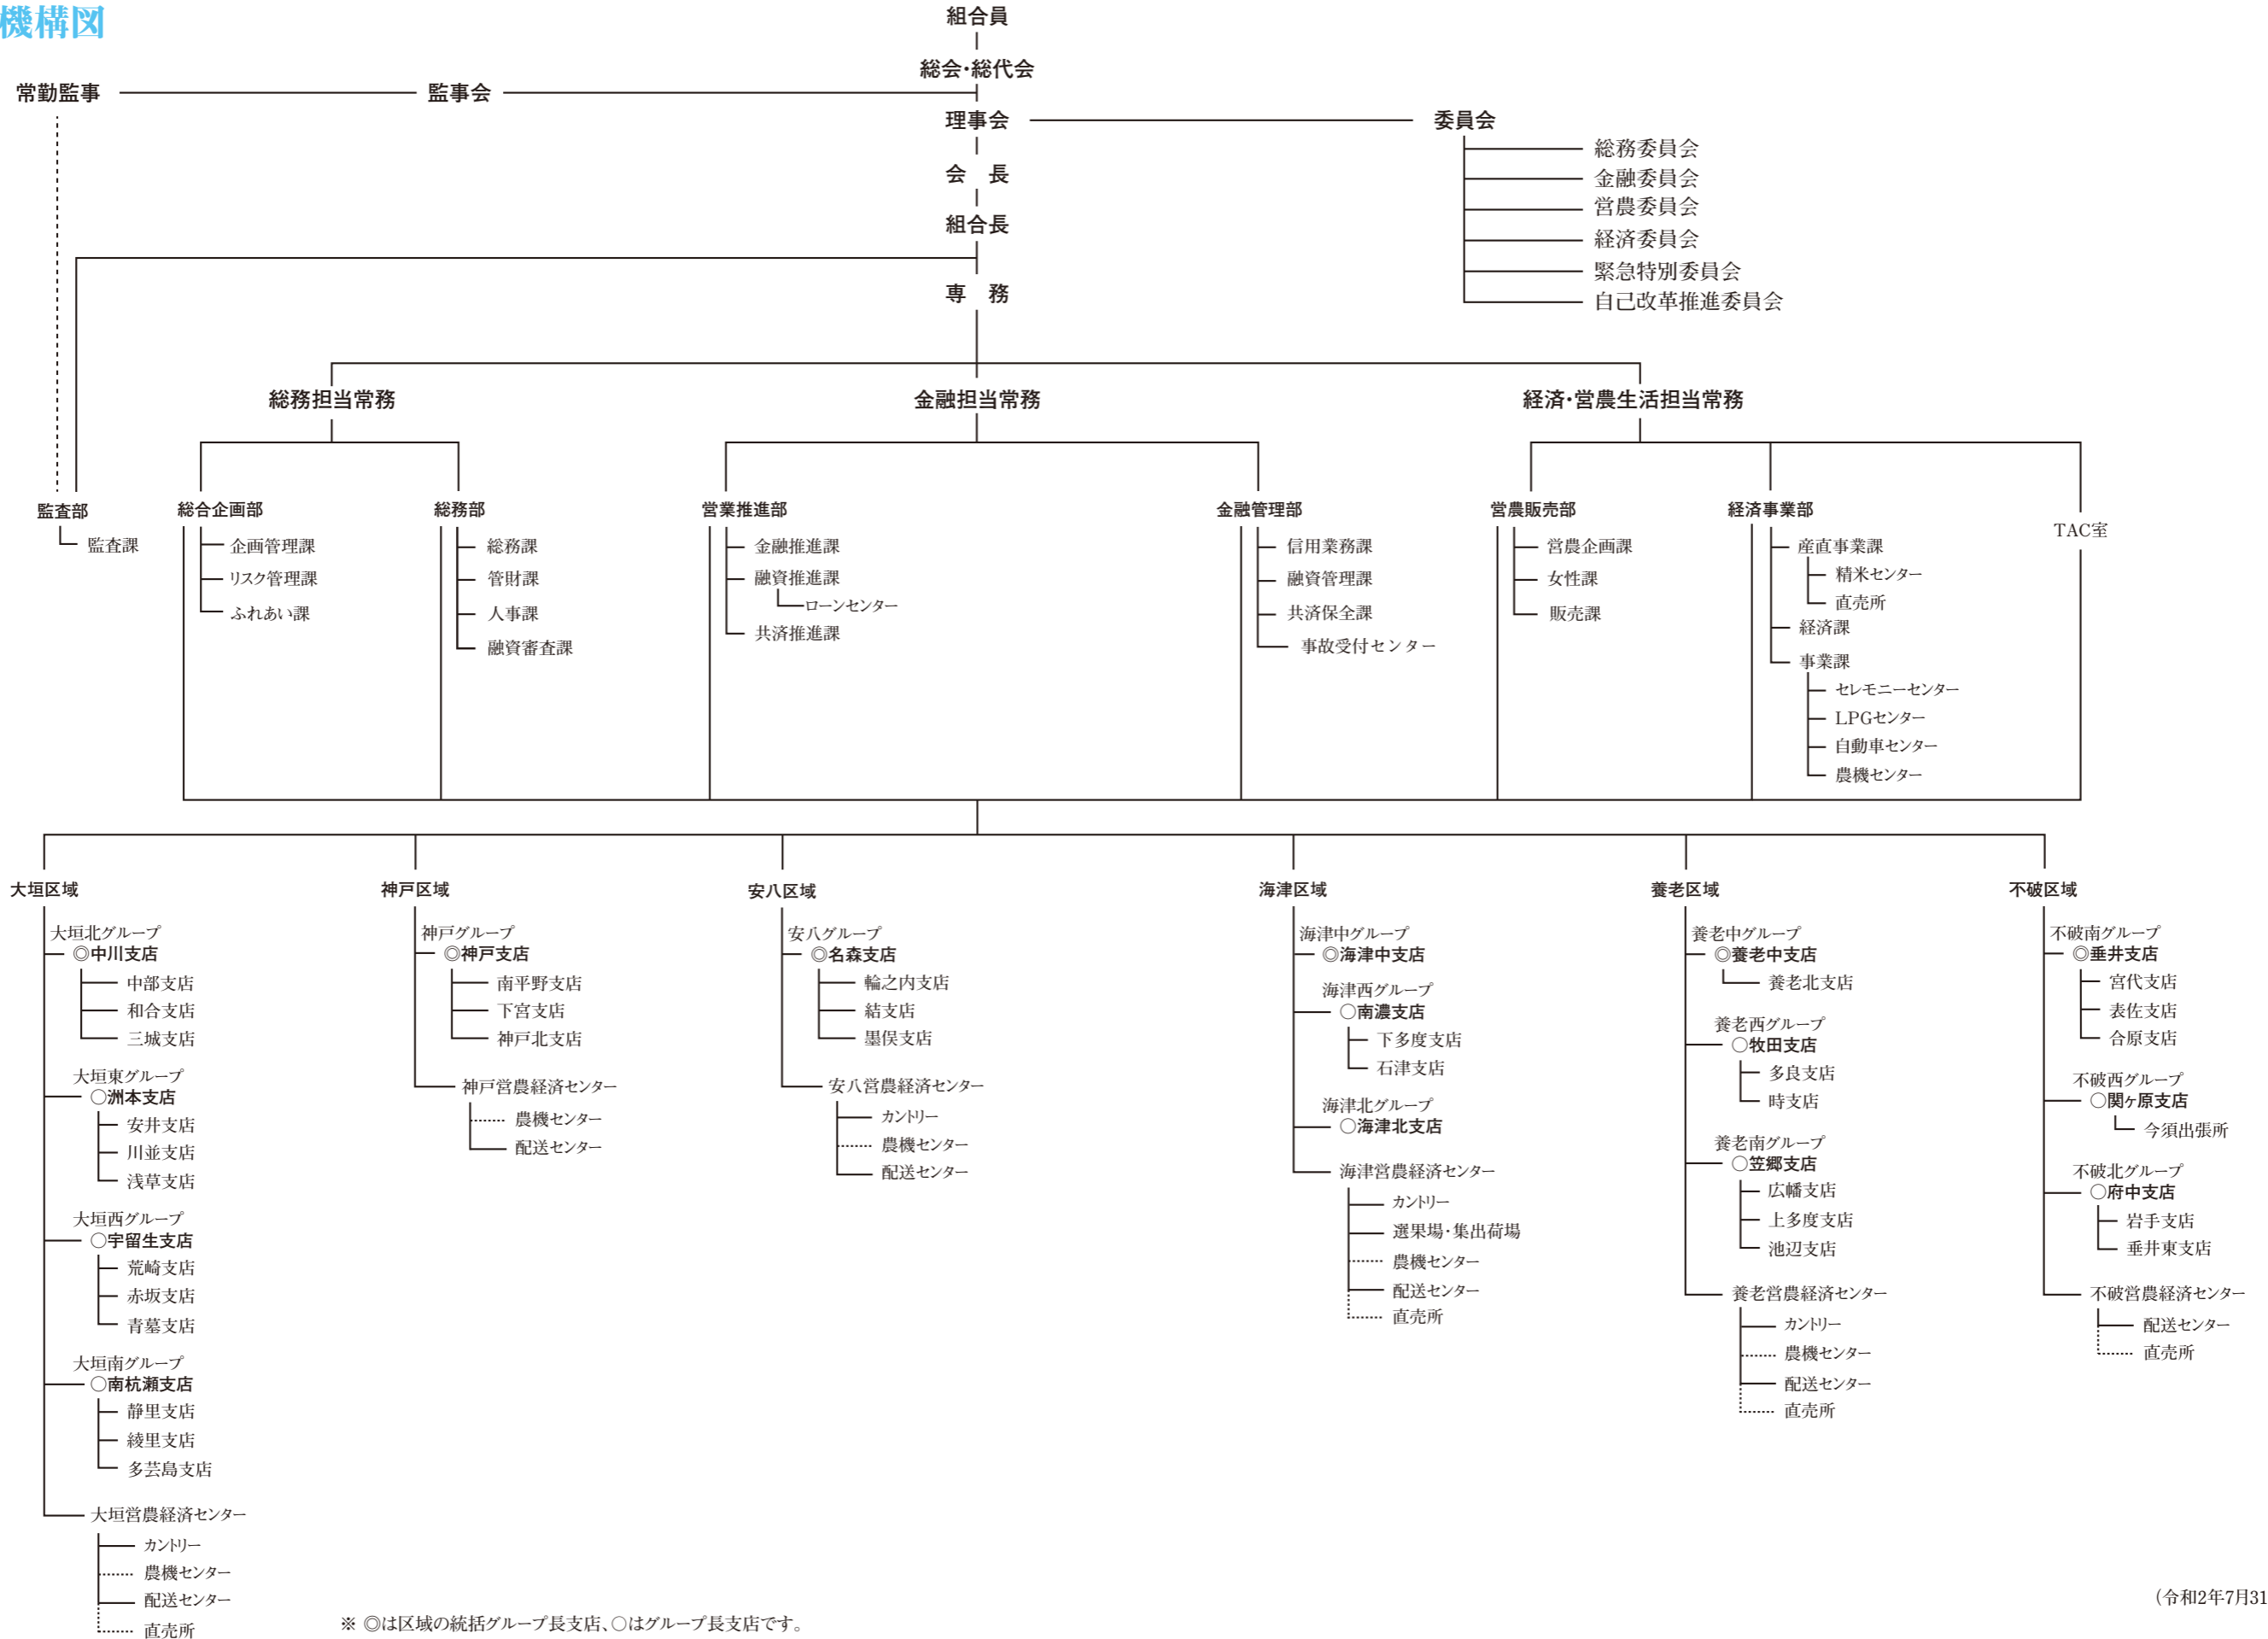 機構図
組合員
総会・総代会
常勤監事
監事会
理事会
委員会
総務委員会
金融委員会
営農委員会
経済委員会
緊急特別委員会
自己改革推進委員会
会　長
組合長
専　務
総務担当常務
金融担当常務
経済・営農生活担当常務
監査部
監査課
総合企画部
企画管理課
リスク管理課
ふれあい課
総務部
総務課
管財課
人事課
融資審査課
営業推進部
金融推進課
融資推進課
ローンセンター
共済推進課
金融管理部
信用業務課
融資管理課
共済保全課
事故受付センター
営農販売部
営農企画課
女性課
販売課
経済事業部
産直事業課
精米センター
直売所
経済課
事業課
セレモニーセンター
LPGセンター
自動車センター
農機センター
TAC室
大垣区域
大垣北グループ
◎中川支店
中部支店
和合支店
三城支店
大垣東グループ
○洲本支店
安井支店
川並支店
浅草支店
大垣西グループ
○宇留生支店
荒崎支店
赤坂支店
青墓支店
大垣南グループ
○南杭瀬支店
静里支店
綾里支店
多芸島支店
大垣営農経済センター
カントリー
農機センター
配送センター
直売所
神戸区域
神戸グループ
◎神戸支店
南平野支店
下宮支店
神戸北支店
神戸営農経済センター
農機センター
配送センター
安八区域
安八グループ
◎名森支店
輪之内支店
結支店
墨俣支店
安八営農経済センター
カントリー
農機センター
配送センター
海津区域
海津中グループ
◎海津中支店
海津西グループ
○南濃支店
下多度支店
石津支店
海津北グループ
○海津北支店
海津営農経済センター
カントリー
選果場・集出荷場
農機センター
配送センター
直売所
養老区域
養老中グループ
◎養老中支店
養老北支店
養老西グループ
○牧田支店
多良支店
時支店
養老南グループ
○笠郷支店
広幡支店
上多度支店
池辺支店
養老営農経済センター
カントリー
農機センター
配送センター
直売所
不破区域
不破南グループ
◎垂井支店
宮代支店
表佐支店
合原支店
不破西グループ
○関ヶ原支店
今須出張所
不破北グループ
○府中支店
岩手支店
垂井東支店
不破営農経済センター
配送センター
直売所
(令和2年7月31
※ ◎は区域の統括グループ長支店、○はグループ長支店です。